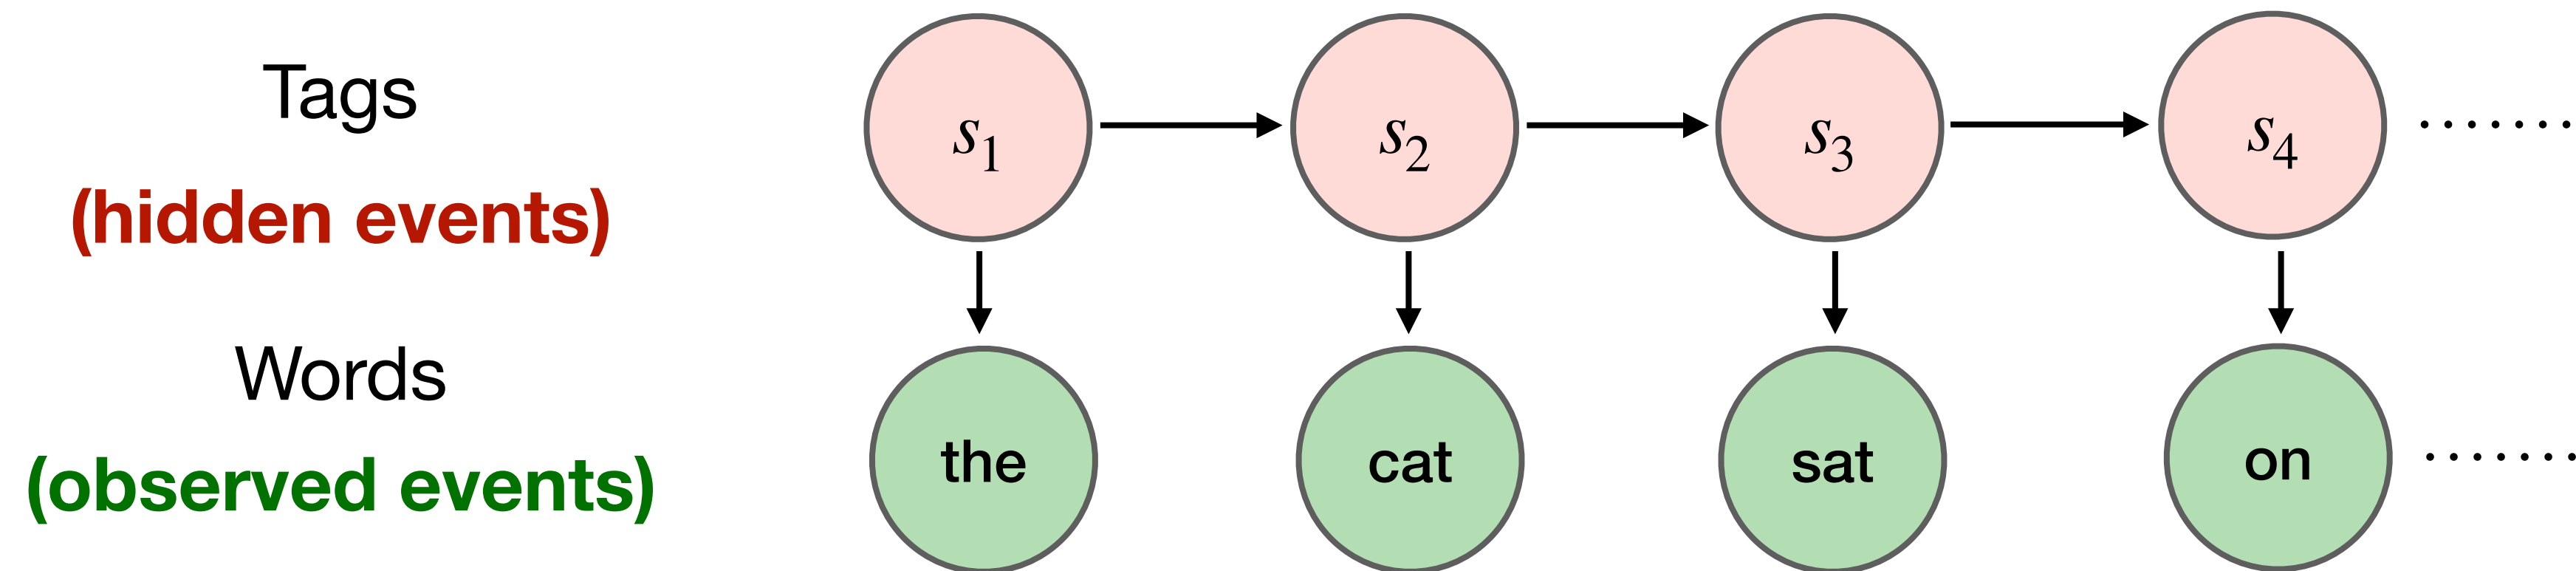 Tags
(hidden events)
s1 s2 s3 s4 .......
Words
(observed events)
the cat sat on .......